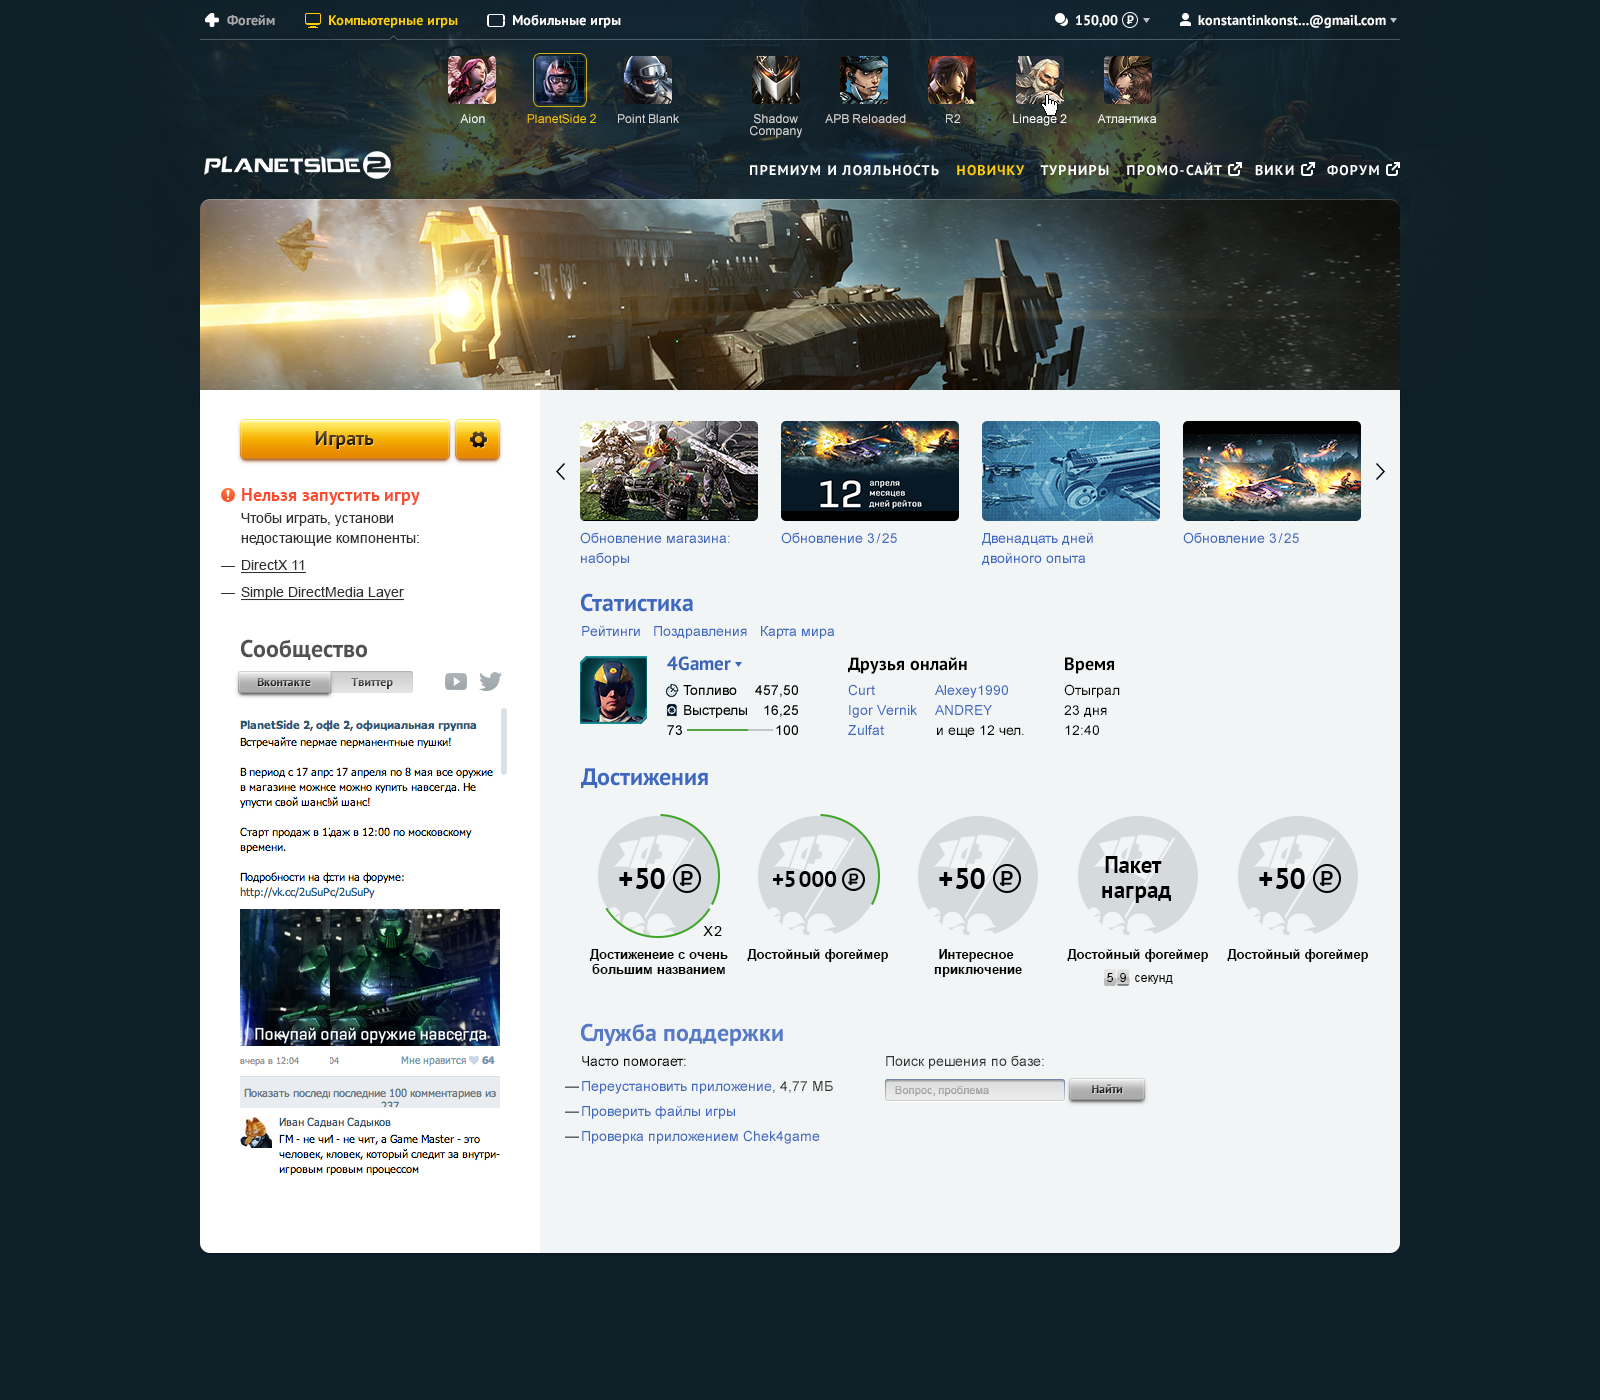 Фогейм
Компьютерные игры
Мобильные игры
150,00
konstantinkonst...@gmail.com
Aion
PlanetSide 2
Point Blank
Shadow
Company
APB Reloaded
R2
Lineage 2
Атлантика
PLANETSIDE 2
ПРЕМИУМ И ЛОЯЛЬНОСТЬ
НОВИЧКУ
ТУРНИРЫ
ПРОМО-САЙТ
ВИКИ
ФОРУМ
Играть
Нельзя запустить игру
Чтобы играть, установи
недостающие компоненты:
— DirectX 11
— Simple DirectMedia Layer
Сообщество
Вконтакте
Твиттер
PlanetSide 2, офе 2, официальная группа
Встречайте пермате перманентные пушки!
В период с 17 апрс 17 апреля по 8 мая все оружие
в магазине можнсе можно купить навсегда. Не
упусти свой шансй шанс!
Старт продаж в 1даж в 12:00 по московскому
времени.
Подробности на фсти на форуме:
http://vk.cc/2uSuPc/2uSuPy
Покупай опай оружие навсегда
вчера в 12:04
04
Мне нравится 64
Показать последі последние 100 комментариев из
237
Иван Садыан Садыков
ГМ - не чи1 - не чит, а Game Master - это
человек, кловек, который следит за внутри-
игровым гровым процессом
12 апреля
месяцев
дней рейтов
Обновление магазина:
наборы
Обновление 3/25
Двенадцать дней
двойного опыта
Обновление 3/25
Статистика
Рейтинги Поздравления Карта мира
4Gamer
Топливо 457,50
Выстрелы 16,25
73 100
Друзья онлайн
Curt Alexey1990
Igor Vernik ANDREY
Zulfat и еще 12 чел.
Время
Отыграл
23 дня
12:40
Достижения
+50
X2
Достижениеие с очень
большим названием
+5 000
Достойный фогеймер
+50
Интересное
приключение
Пакет
наград
Достойный фогеймер
59 секунд
+50
Достойный фогеймер
Служба поддержки
Часто помогает:
— Переустановить приложение, 4,77 МБ
— Проверить файлы игры
— Проверка приложением Chek4game
Поиск решения по базе:
Вопрос, проблема
Найти